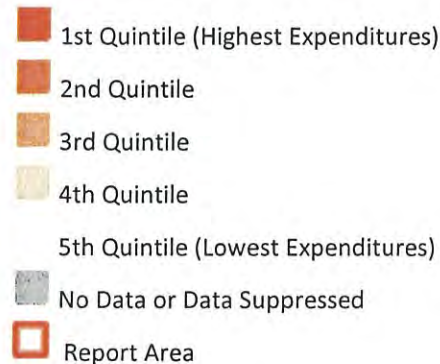 1st Quintile (Highest Expenditures)
2nd Quintile
3rd Quintile
4th Quintile
5th Quintile (Lowest Expenditures)
No Data or Data Suppressed
Report Area